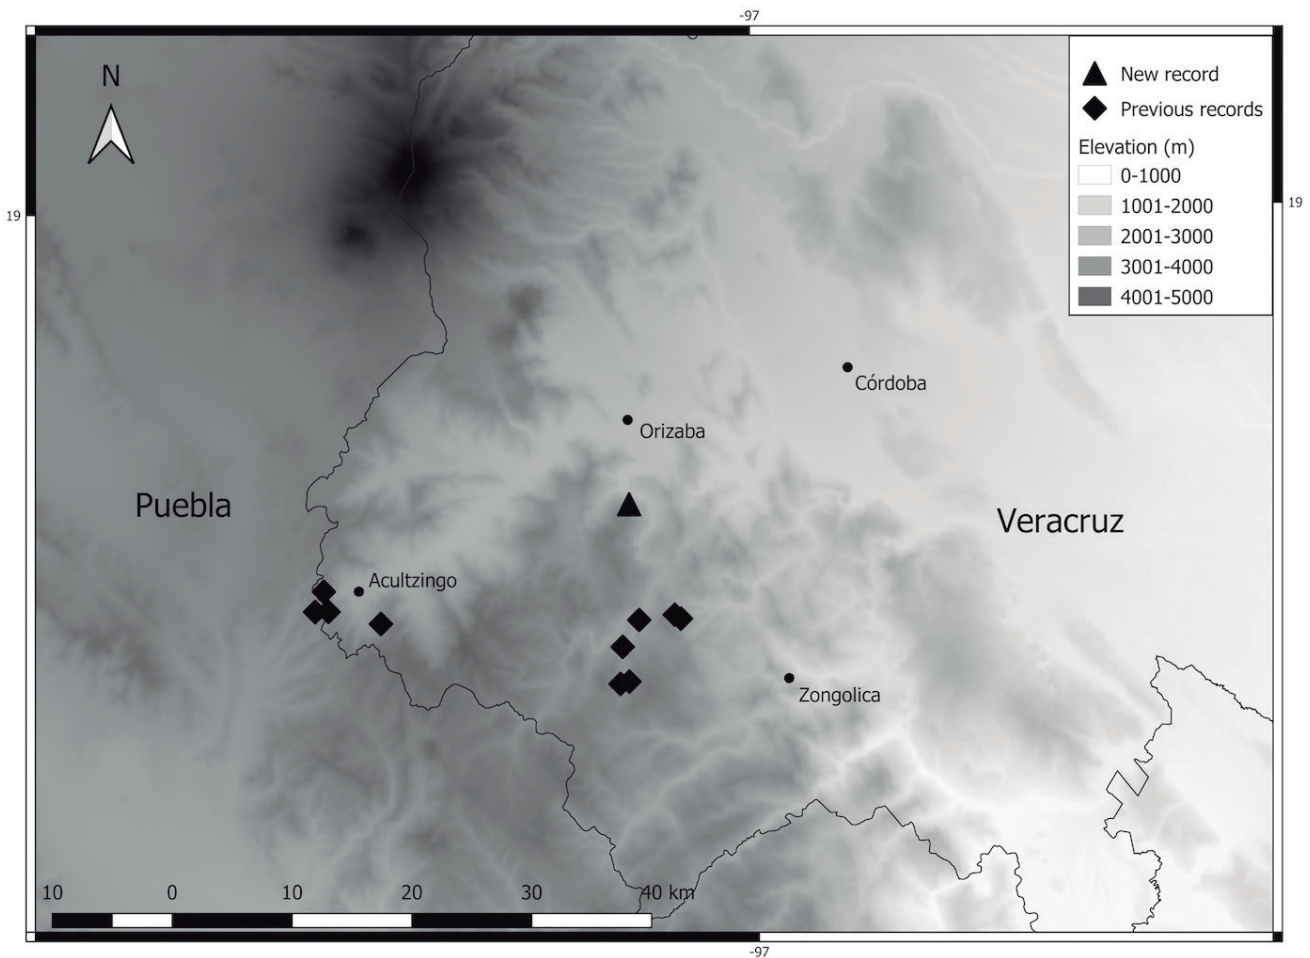 -97
N
New record
Previous records
Elevation (m)
0-1000
1001-2000
2001-3000
3001-4000
4001-5000
19
19
Córdoba
Orizaba
Puebla
Veracruz
Acultzingo
Zongolica
10 0 10 20 30 40 km
-97